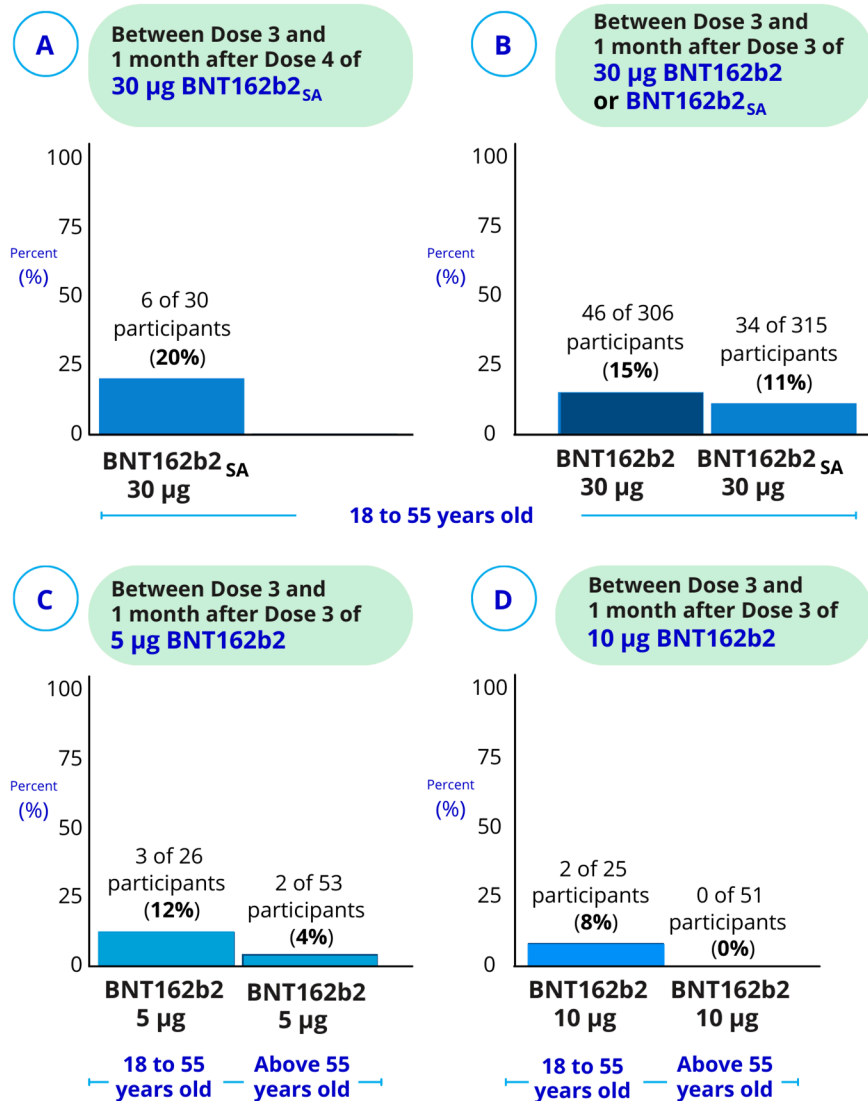 A
Between Dose 3 and
1 month after Dose 4 of
30 µg BNT162b2SA
100
75
Percent
(%)
50
25
0
6 of 30
participants
(20%)
BNT162b2 SA
30 µg
B
Between Dose 3 and
1 month after Dose 3 of
30 µg BNT162b2
or BNT162b2SA
100
75
Percent
(%)
50
25
0
46 of 306
participants
(15%)
34 of 315
participants
(11%)
BNT162b2
30 µg
BNT162b2 SA
30 µg
18 to 55 years old
C
Between Dose 3 and
1 month after Dose 3 of
5 µg BNT162b2
100
75
Percent
(%)
50
25
0
3 of 26
participants
(12%)
2 of 53
participants
(4%)
BNT162b2
5 µg
BNT162b2
5 µg
18 to 55
years old
Above 55
years old
D
Between Dose 3 and
1 month after Dose 3 of
10 µg BNT162b2
100
75
Percent
(%)
50
25
0
2 of 25
participants
(8%)
0 of 51
participants
(0%)
BNT162b2
10 µg
BNT162b2
10 µg
18 to 55
years old
Above 55
years old